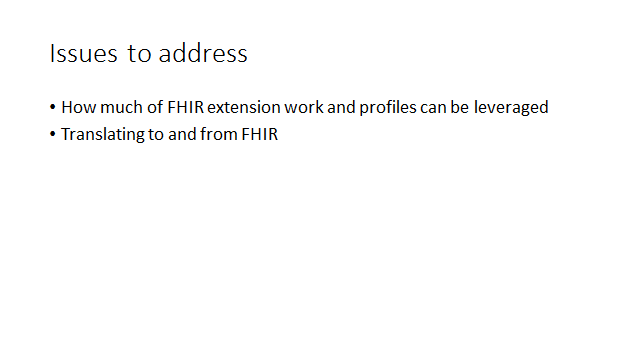 Issues to address
• How much of FHIR extension work and profiles can be leveraged
• Translating to and from FHIR